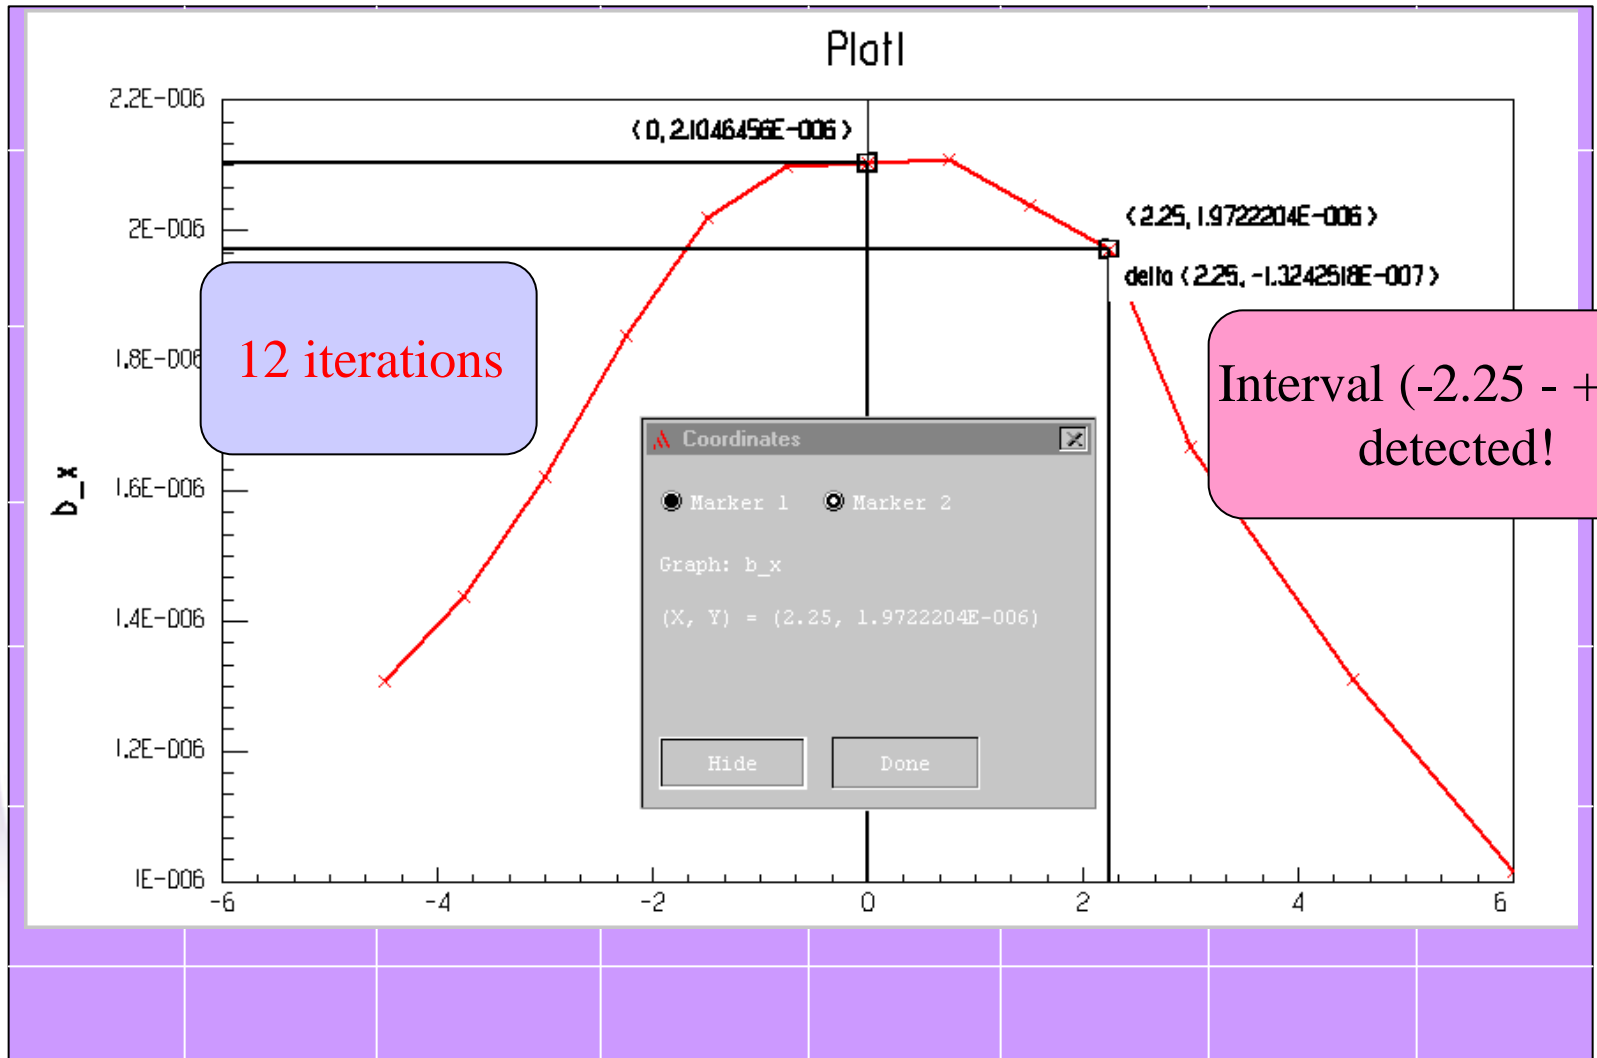 Plot1
2.2E-006
(0, 2.1046456E-006)
(2.25, 1.9722204E-006)
2E-006
delta (2.25, -1.3242518E-007)
12 iterations
1.8E-006
Interval (-2.25 - +
detected!
Coordinates
b_x
1.6E-006
Marker 1
Marker 2
Graph: b_x
1.4E-006
(X, Y) = (2.25, 1.9722204E-006)
1.2E-006
Hide
Done
1E-006
-6
-4
-2
0
2
4
6